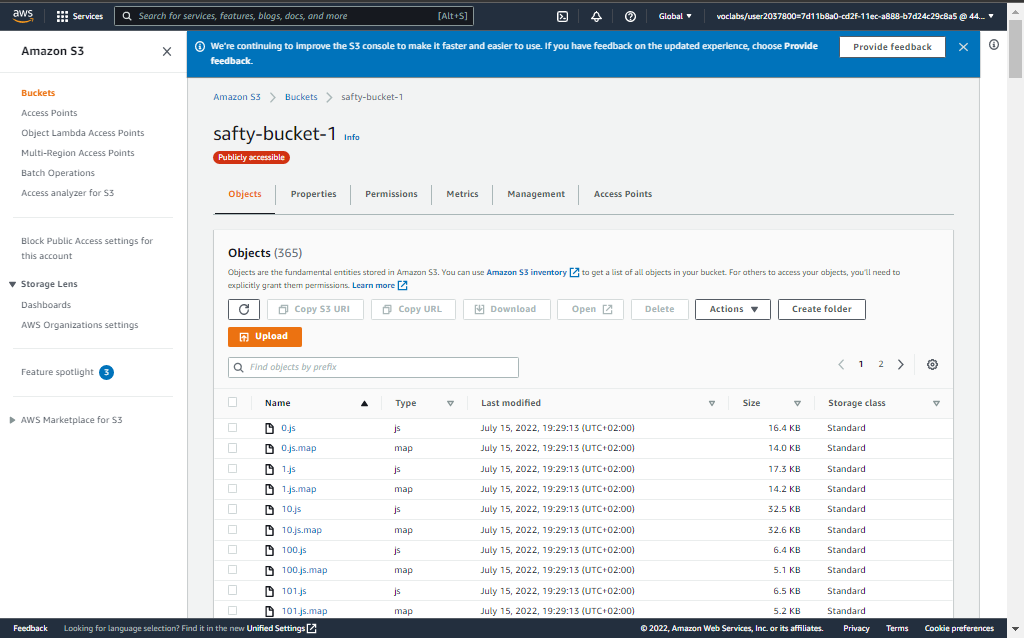 aws Services Search for services, features, blogs, docs, and more [Alt+S] Global voclabs/user2037800=7d11b8a0-cd2f-11ec-a888-b7d24c29c8a5 @ 44...
Amazon S3
Buckets
Access Points
Object Lambda Access Points
Multi-Region Access Points
Batch Operations
Access analyzer for S3
Block Public Access settings for
this account
Storage Lens
Dashboards
AWS Organizations settings
Feature spotlight 3
AWS Marketplace for S3
We're continuing to improve the S3 console to make it faster and easier to use. If you have feedback on the updated experience, choose Provide
feedback.
Provide feedback
Amazon S3 > Buckets > safty-bucket-1
safty-bucket-1 Info
Publicly accessible
Objects Properties Permissions Metrics Management Access Points
Objects (365)
Objects are the fundamental entities stored in Amazon S3. You can use Amazon S3 inventory to get a list of all objects in your bucket. For others to access your objects, you'll need to
explicitly grant them permissions. Learn more
Copy S3 URI Copy URL Download Open Delete Actions Create folder
Upload
Find objects by prefix 1 2
Name Type Last modified Size Storage class
0.js js July 15, 2022, 19:29:13 (UTC+02:00) 16.4 KB Standard
0.js.map map July 15, 2022, 19:29:13 (UTC+02:00) 14.0 KB Standard
1.js js July 15, 2022, 19:29:13 (UTC+02:00) 17.3 KB Standard
1.js.map map July 15, 2022, 19:29:13 (UTC+02:00) 14.2 KB Standard
10.js js July 15, 2022, 19:29:13 (UTC+02:00) 32.5 KB Standard
10.js.map map July 15, 2022, 19:29:13 (UTC+02:00) 32.6 KB Standard
100.js js July 15, 2022, 19:29:13 (UTC+02:00) 6.4 KB Standard
100.js.map map July 15, 2022, 19:29:13 (UTC+02:00) 5.1 KB Standard
101.js js July 15, 2022, 19:29:13 (UTC+02:00) 6.5 KB Standard
101.js.map map July 15, 2022, 19:29:13 (UTC+02:00) 5.2 KB Standard
Feedback Looking for language selection? Find it in the new Unified Settings © 2022, Amazon Web Services, Inc. or its affiliates. Privacy Terms Cookie preferences